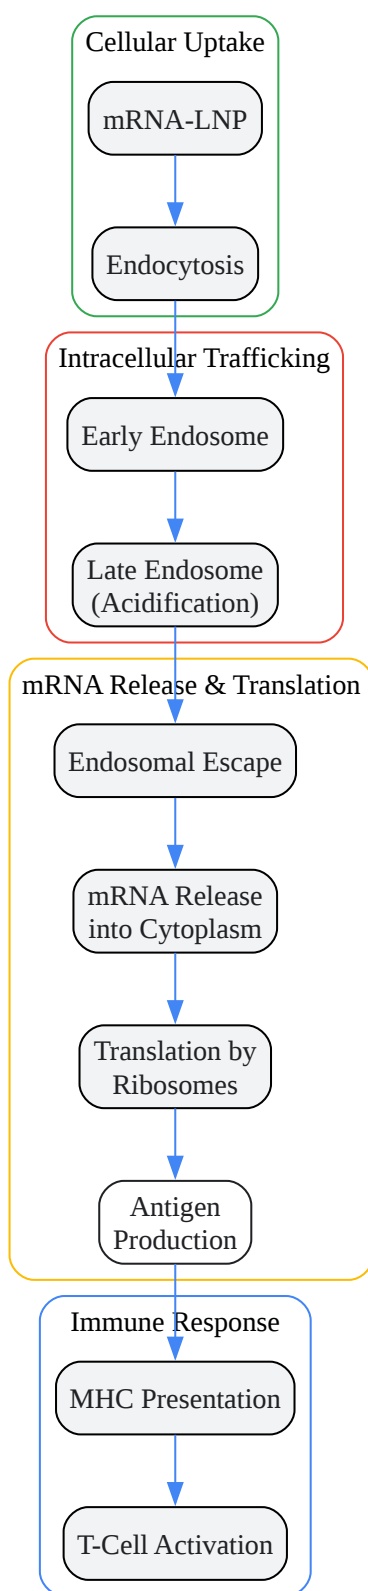 Cellular Uptake
mRNA-LNP
Endocytosis
Intracellular Trafficking
Early Endosome
Late Endosome
(Acidification)
mRNA Release & Translation
Endosomal Escape
mRNA Release
into Cytoplasm
Translation by
Ribosomes
Antigen
Production
Immune Response
MHC Presentation
T-Cell Activation